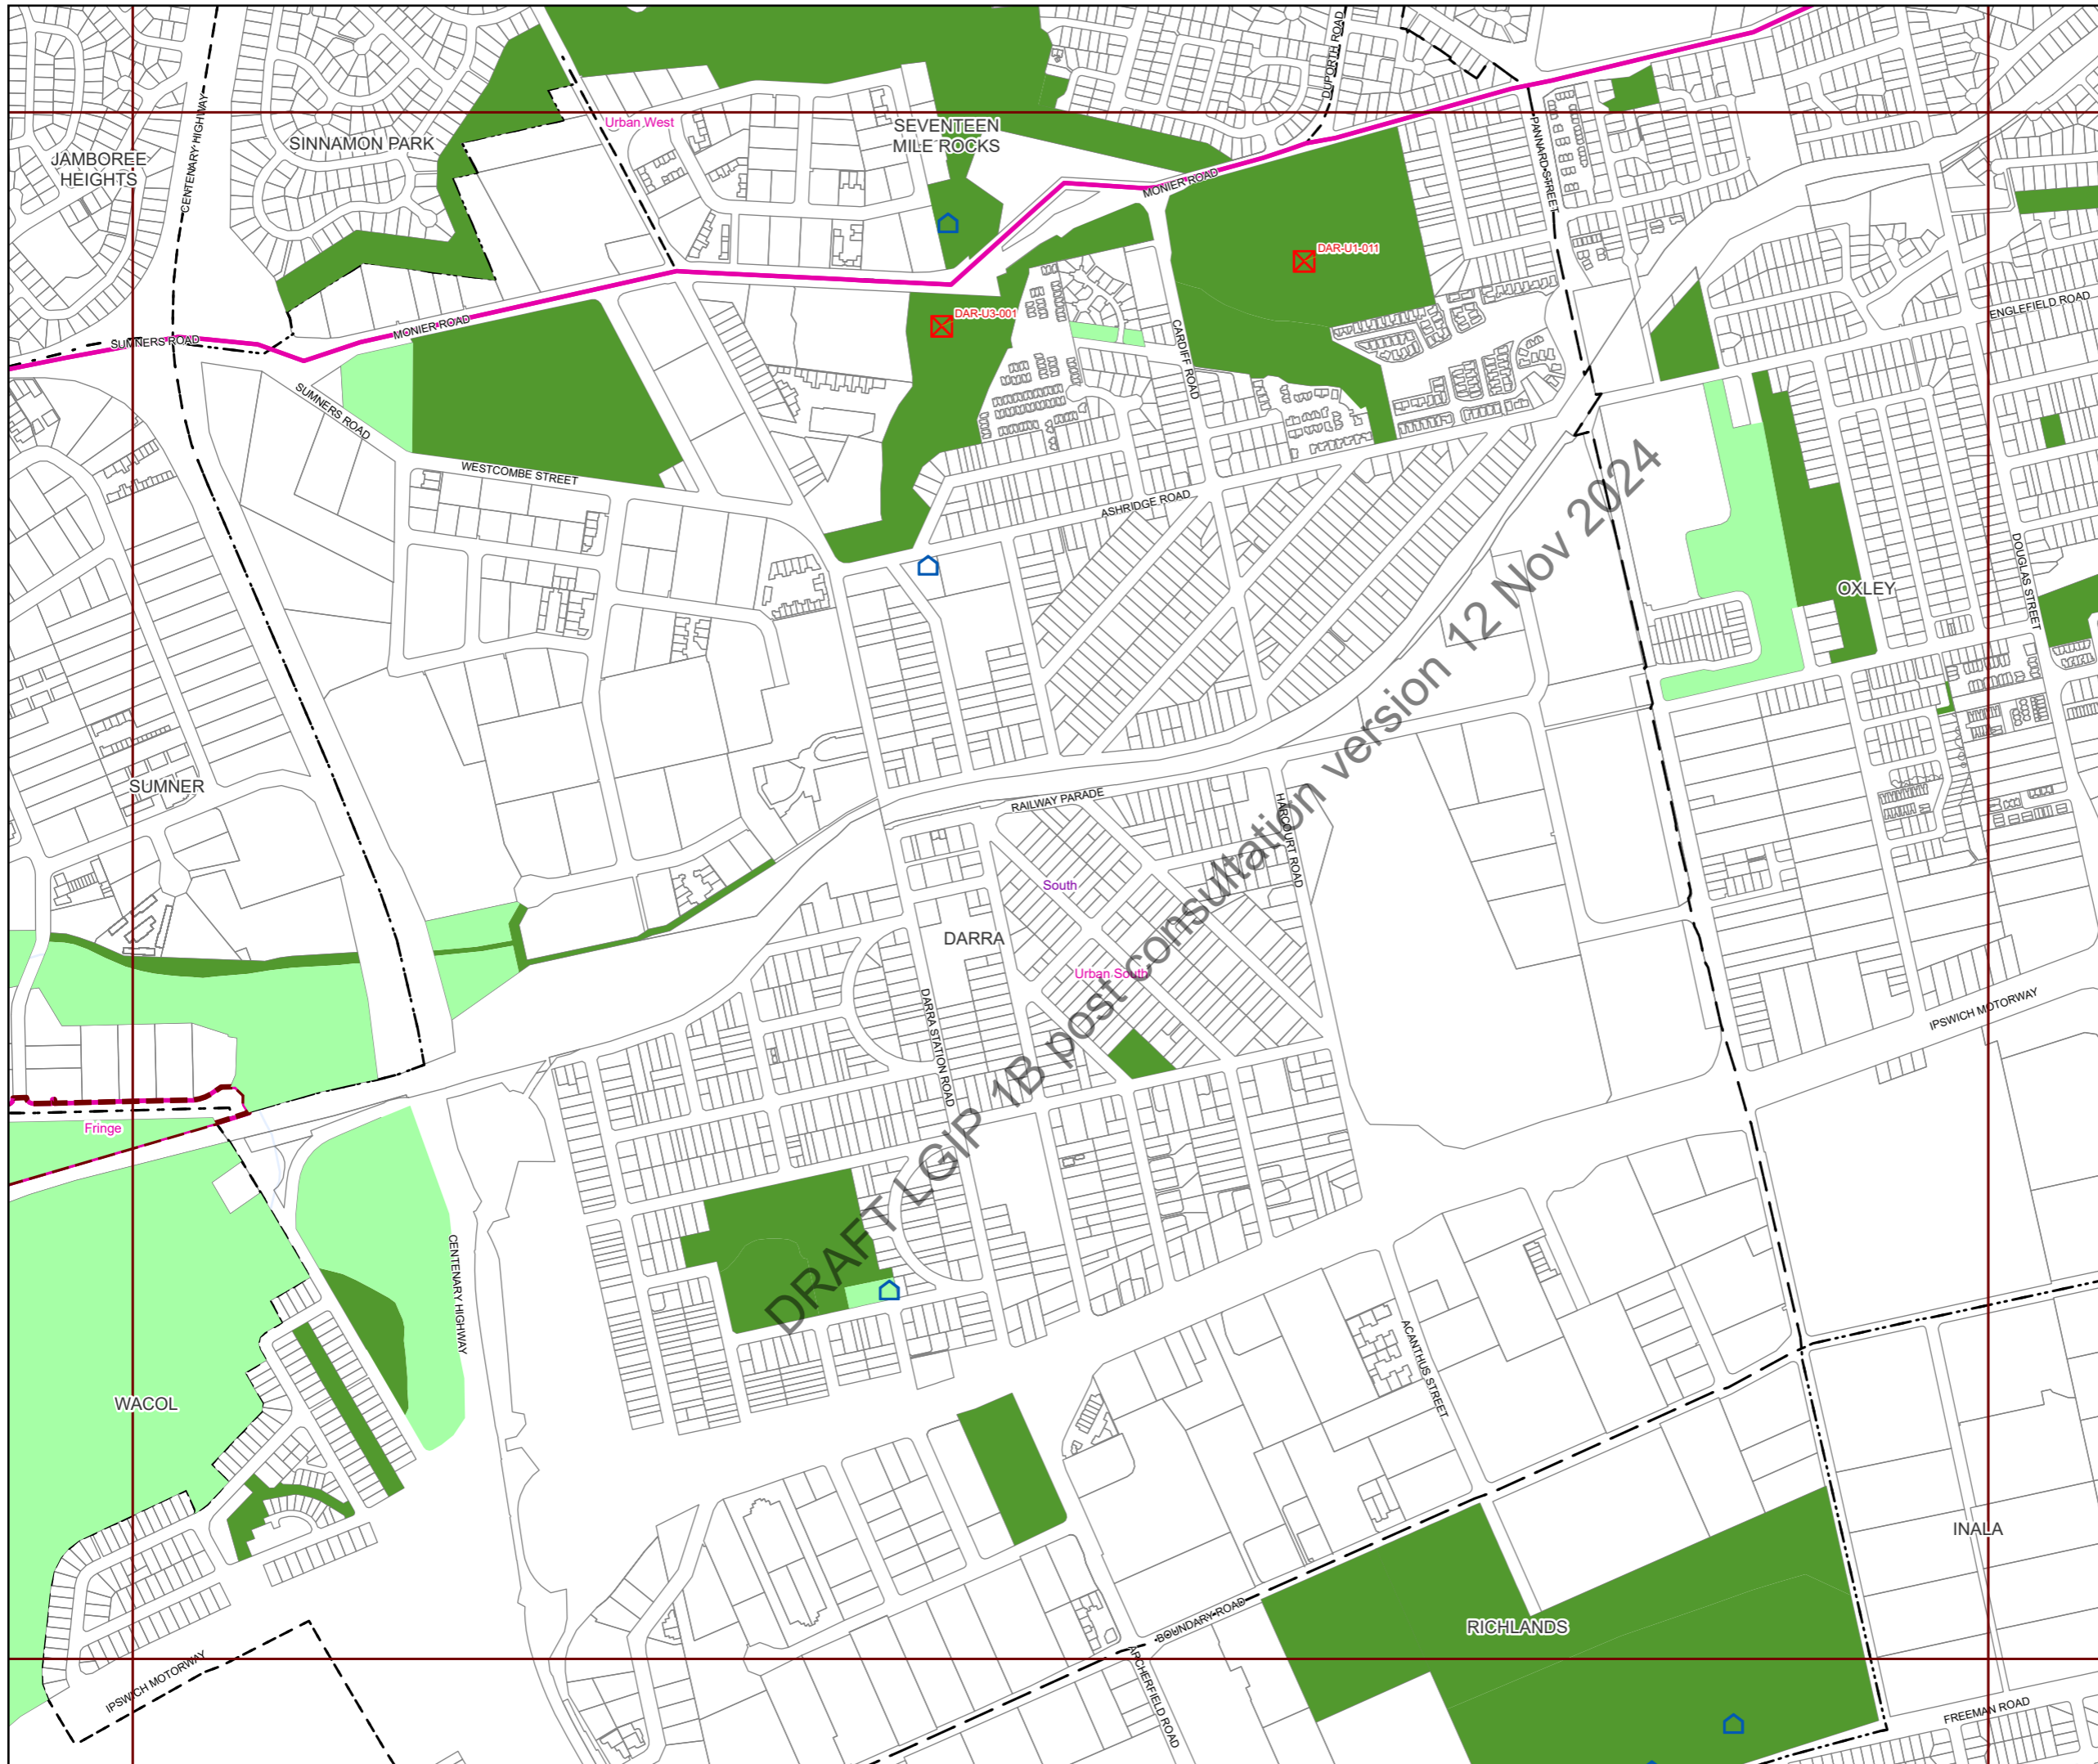 DUPORTH ROAD
CENTENARY HIGHWAY
Urban West
SEVENTEEN
MILE ROCKS
SINNAMON PARK
JAMBOREE
HEIGHTS
PANNARD STREET
MONIER ROAD
DAR-U1-011
ENGLEFIELD ROAD
DAR-U3-001
MONIER ROAD
SUMNERS ROAD
CARDIFF ROAD
SUMNERS ROAD
WESTCOMBE STREET
ASHRIDGE ROAD
DOUGLAS STREET
OXLEY
SUMNER
RAILWAY PARADE
HARCOURT ROAD
South
DARRA
Urban South
DARRA STATION ROAD
IPSWICH MOTORWAY
Fringe
CENTENARY HIGHWAY
DRAFT LGIP 1B post consultation version 12 Nov 2024
ACANTHUS STREET
WACOL
INALA
BOUNDARY ROAD
RICHLANDS
IPSWICH MOTORWAY
ARCHERFIELD ROAD
FREEMAN ROAD